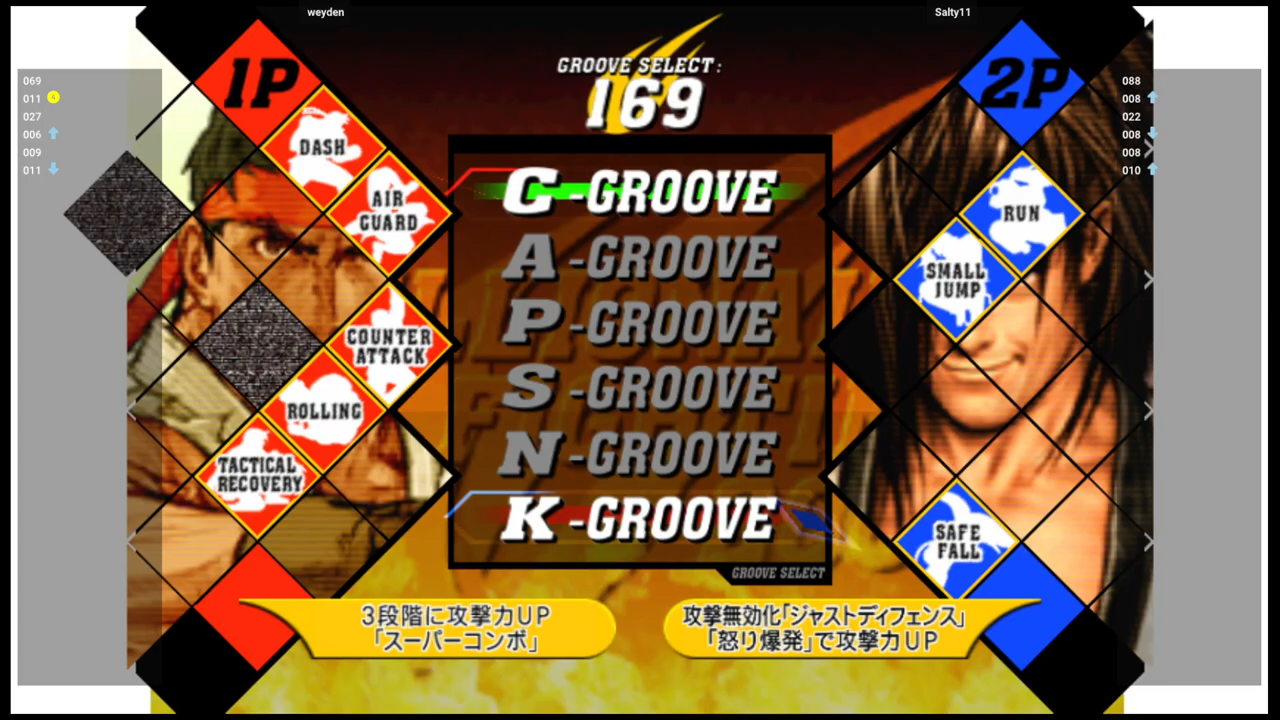 weyden
Salty11
069
011
027
006
009
011
088
008
022
008
008
010
1P
2P
GROOVE SELECT:
169
DASH
AIR
GUARD
COUNTER
ATTACK
ROLLING
TACTICAL
RECOVERY
C-GROOVE
A-GROOVE
P-GROOVE
S-GROOVE
N-GROOVE
K-GROOVE
GROOVE SELECT
RUN
SMALL
JUMP
SAFE
FALL
3段階に攻撃力UP
「スーパーコンボ」
攻撃無効化「ジャストディフェンス」
「怒り爆発」で攻撃力UP